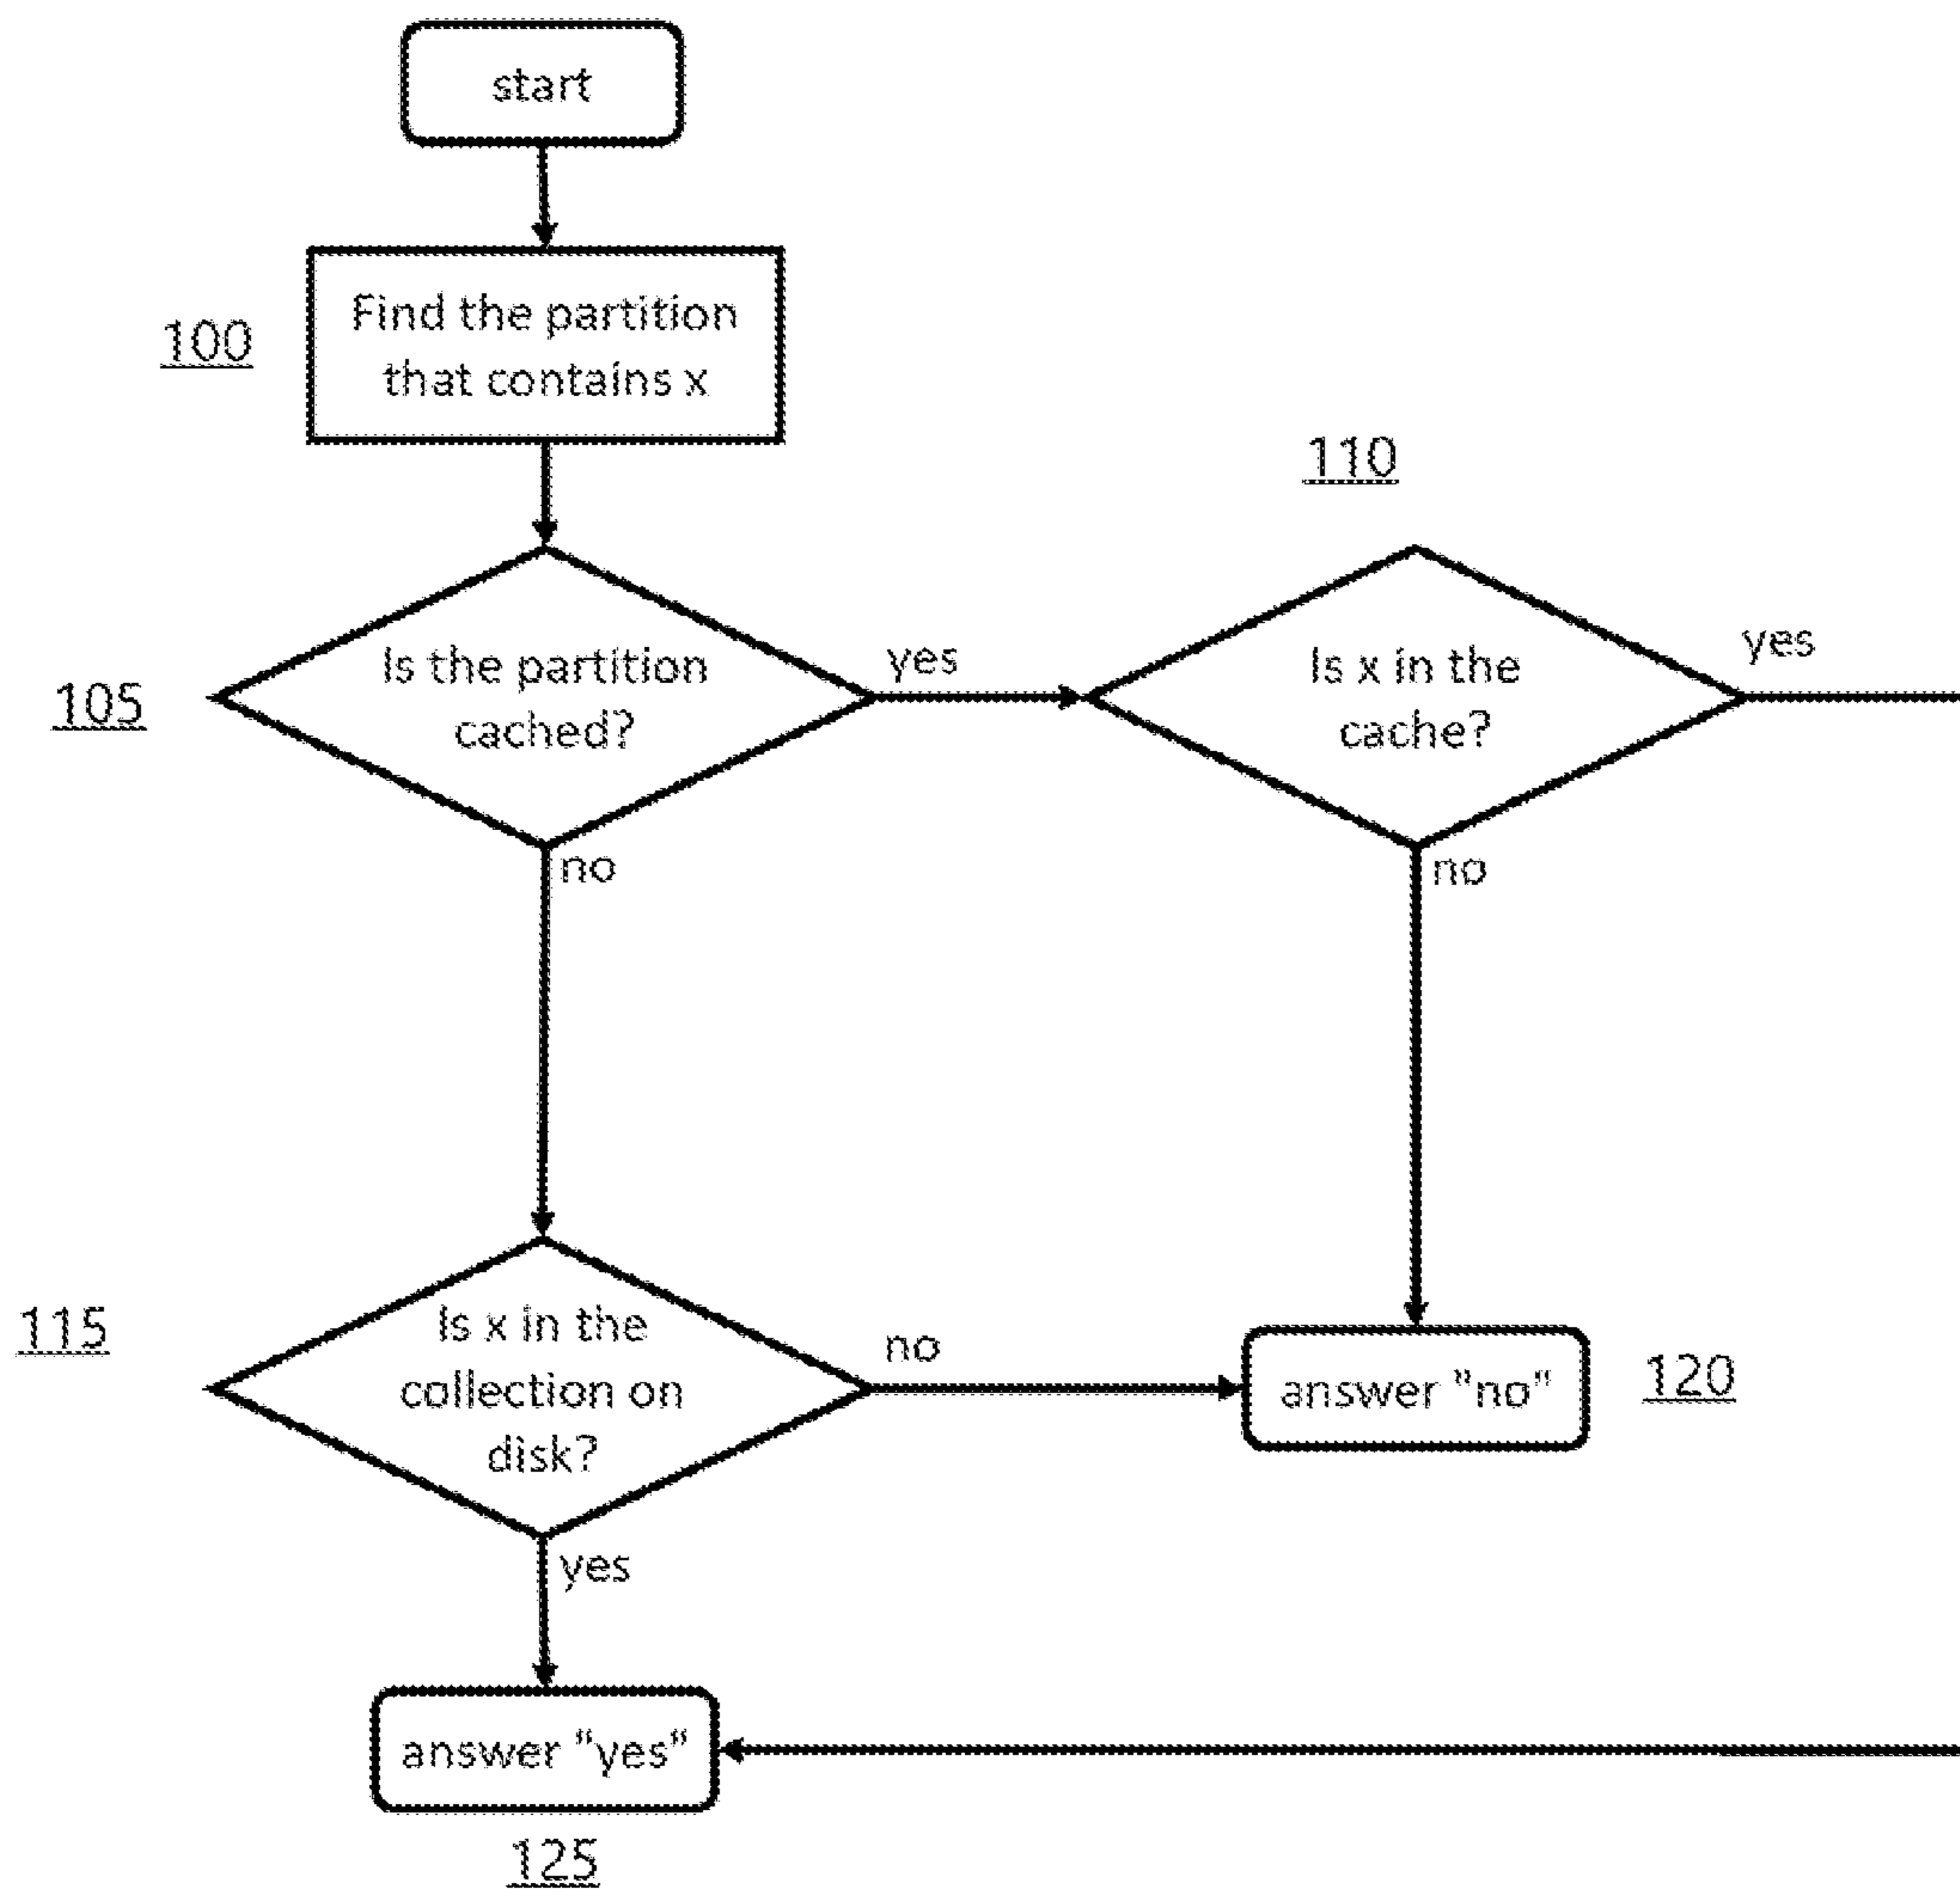 start
100
Find the partition
that contains x
110
105
Is the partition
cached?
yes
Is x in the
cache?
yes
no
no
115
Is x in the
collection on
disk?
no
answer "no"
120
yes
answer "yes"
125